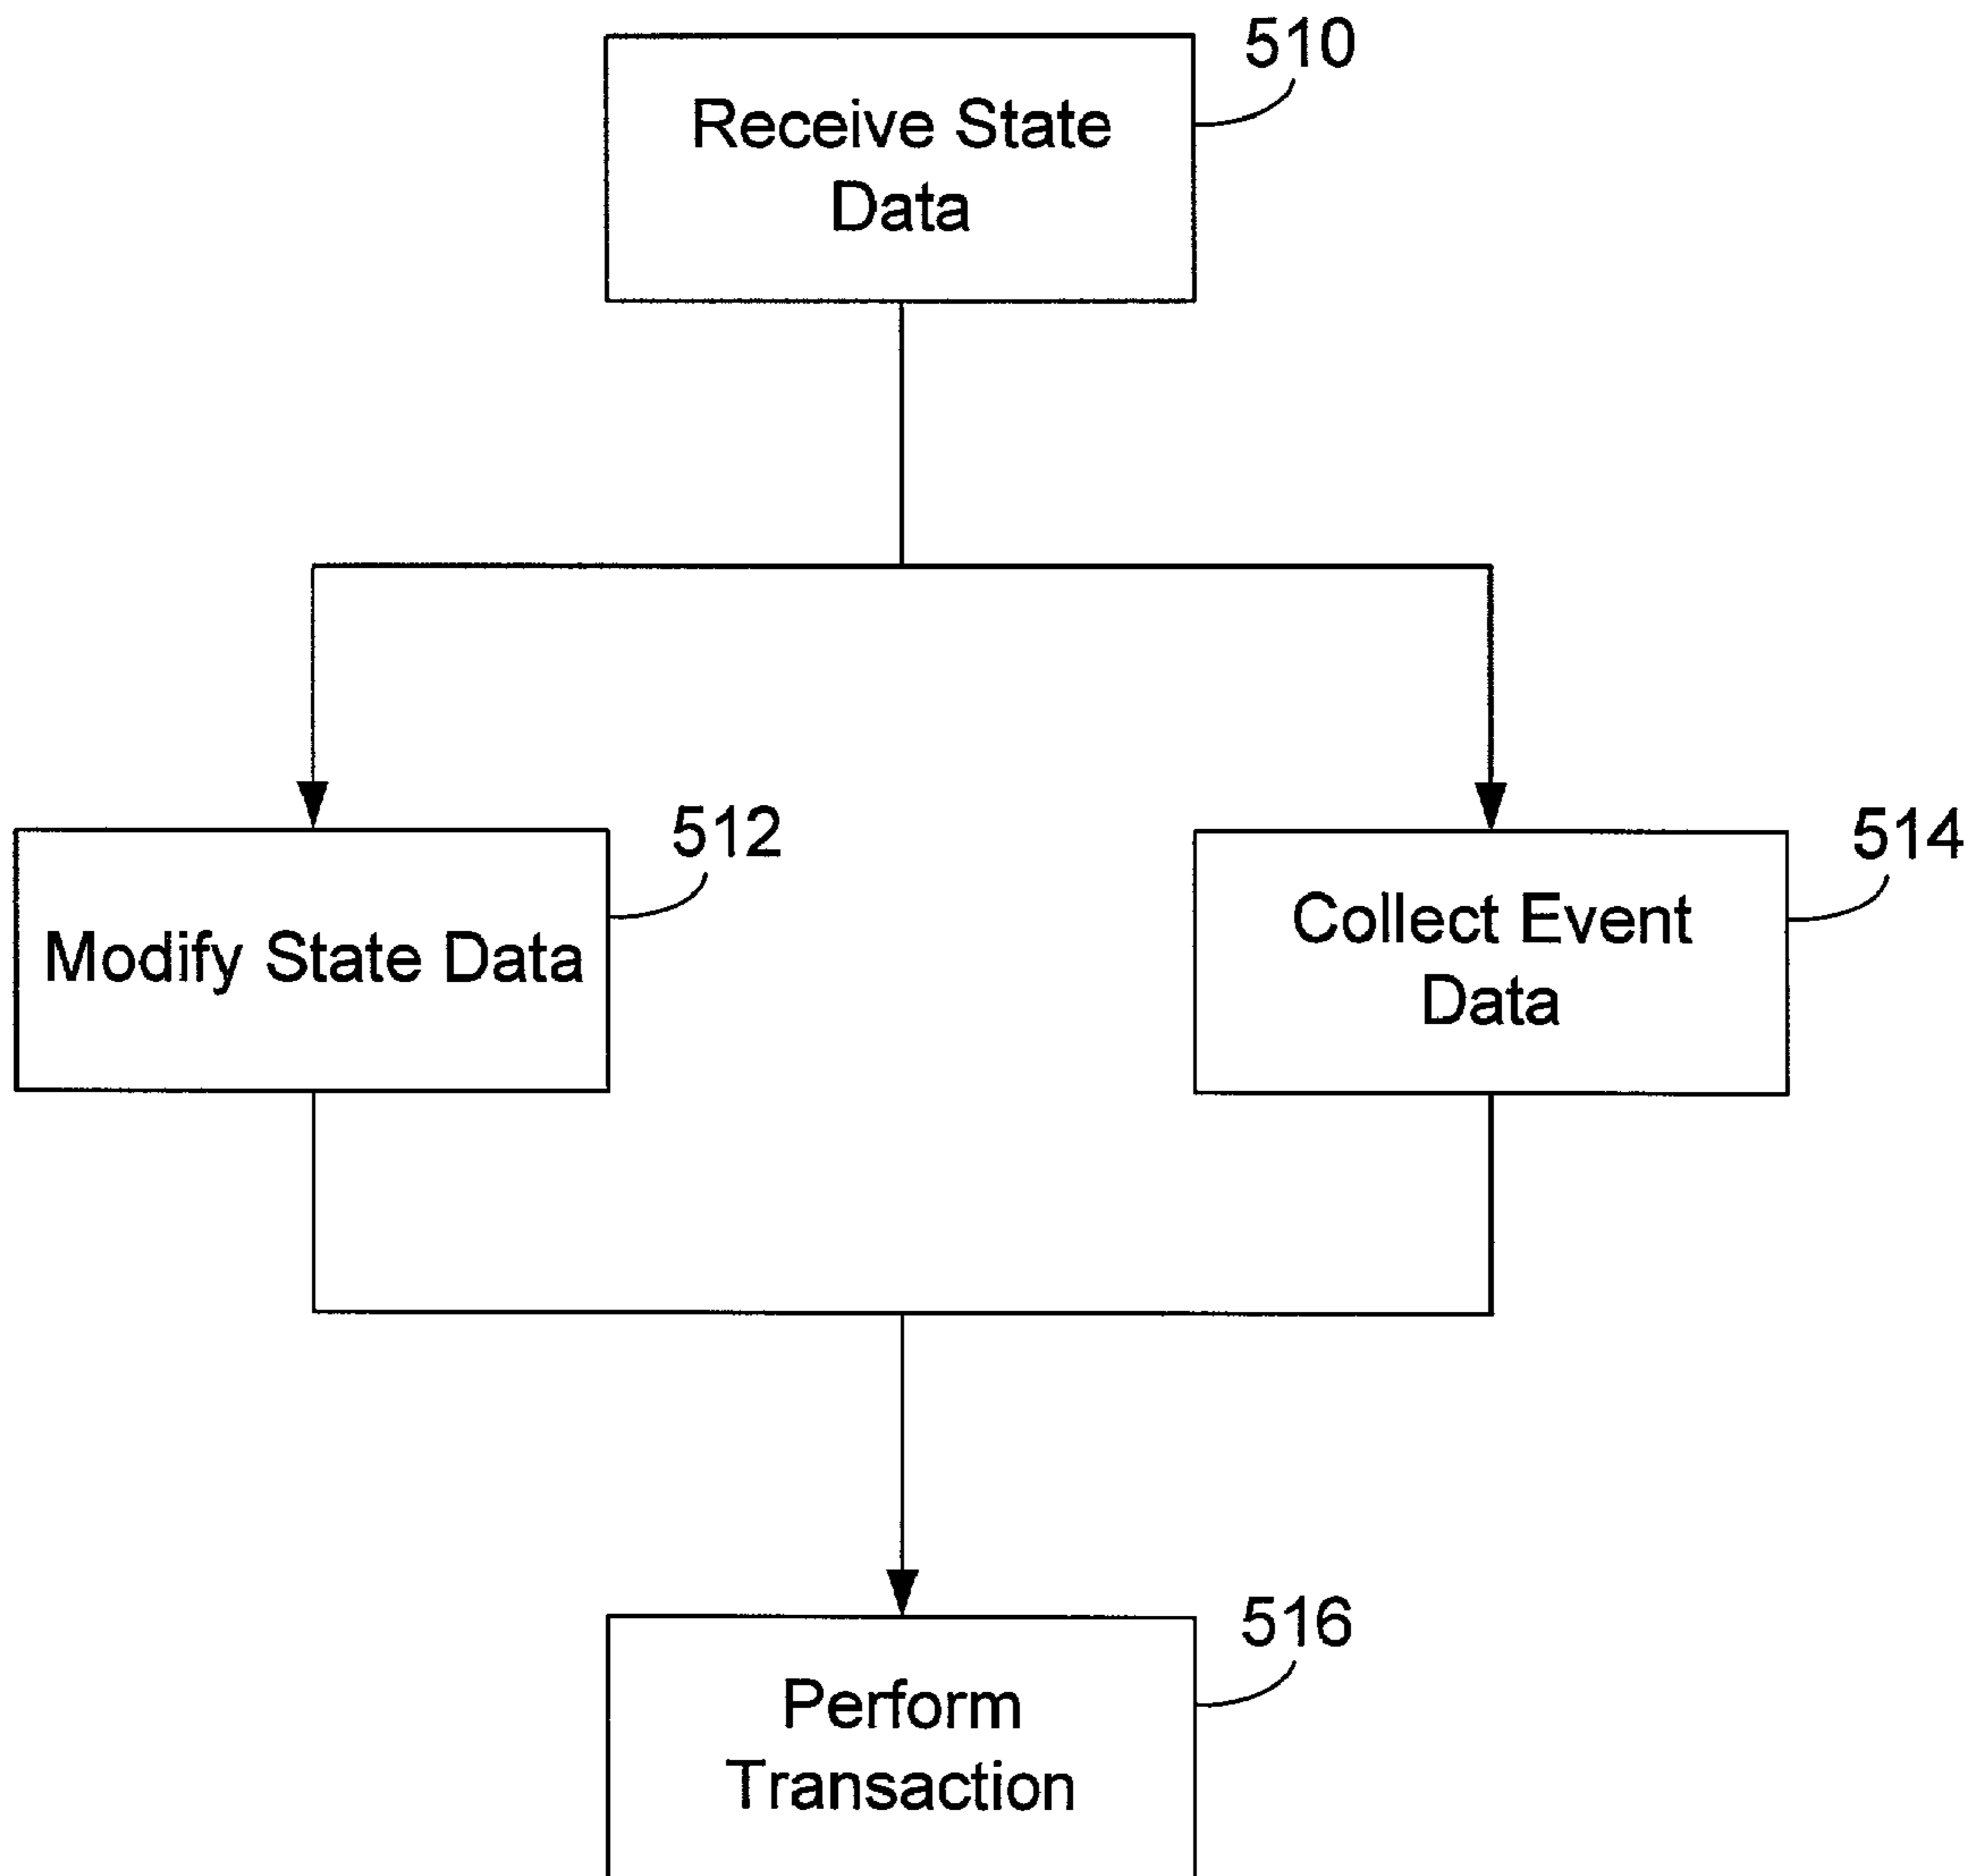 510
Receive State
Data
512
Modify State Data
514
Collect Event
Data
516
Perform
Transaction